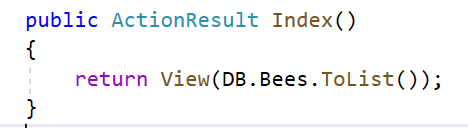 public ActionResult Index()
{
    return View(DB.Bees.ToList());
}